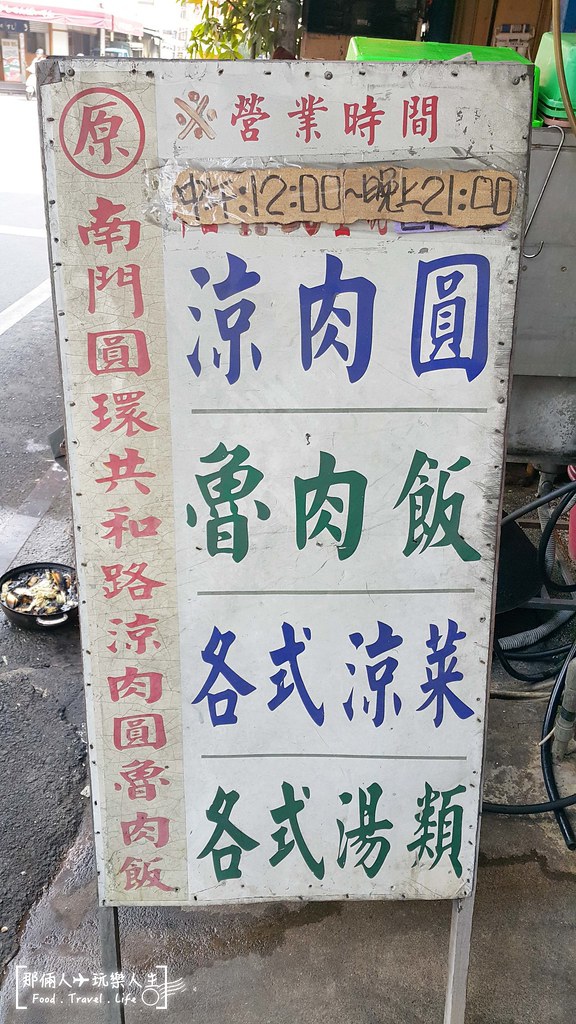 原
南門圓環共和路涼肉圓魯肉飯
※營業時間
中午:12:00~晚上21:00
涼肉圓
魯肉飯
各式涼菜
各式湯類
那倆人玩樂人生
Food . Travel . Life